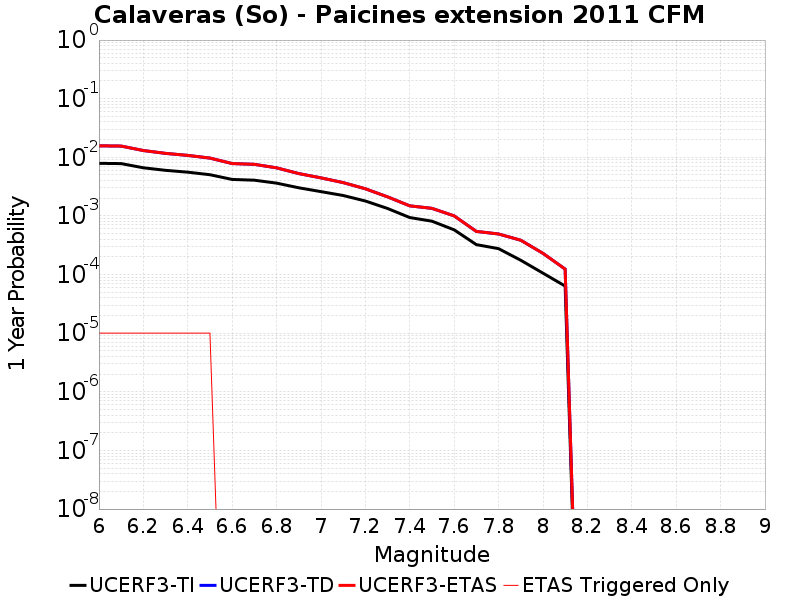 Calaveras (So) - Paicines extension 2011 CFM
10^0
10^-1
10^-2
10^-3
10^-4
10^-5
10^-6
10^-7
10^-8
1 Year Probability
6 6.2 6.4 6.6 6.8 7 7.2 7.4 7.6 7.8 8 8.2 8.4 8.6 8.8 9
Magnitude
UCERF3-TI UCERF3-TD UCERF3-ETAS ETAS Triggered Only